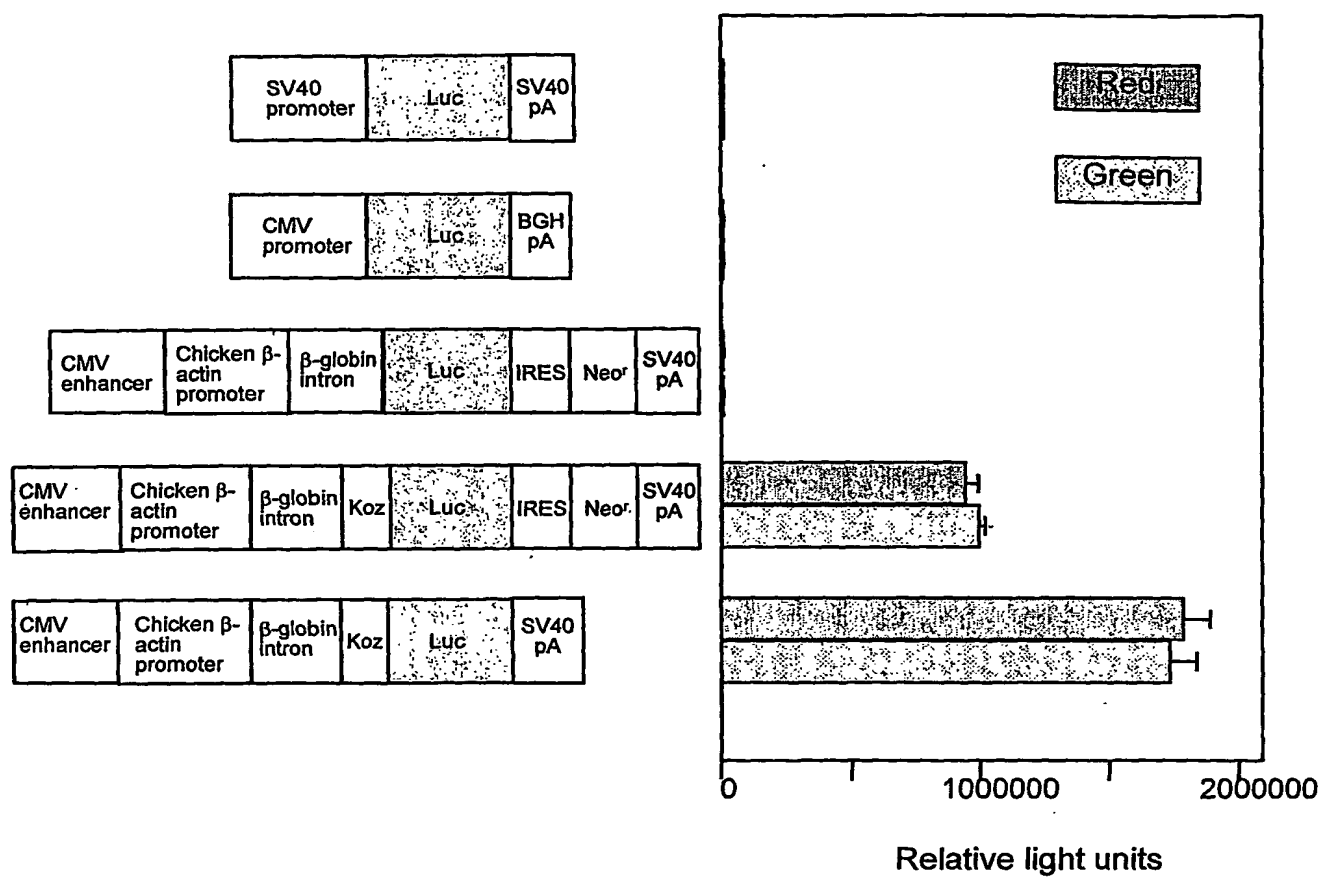 SV40
promoter
Luc
SV40
pA
Red
Green
CMV
promoter
Luc
BGH
pA
CMV
enhancer
Chicken β-
actin
promoter
β-globin
intron
Luc
IRES
Neoʳ
SV40
pA
CMV
enhancer
Chicken β-
actin
promoter
β-globin
intron
Koz
Luc
IRES
Neoʳ
SV40
pA
CMV
enhancer
Chicken β-
actin
promoter
β-globin
intron
Koz
Luc
SV40
pA
0 1000000 2000000
Relative light units